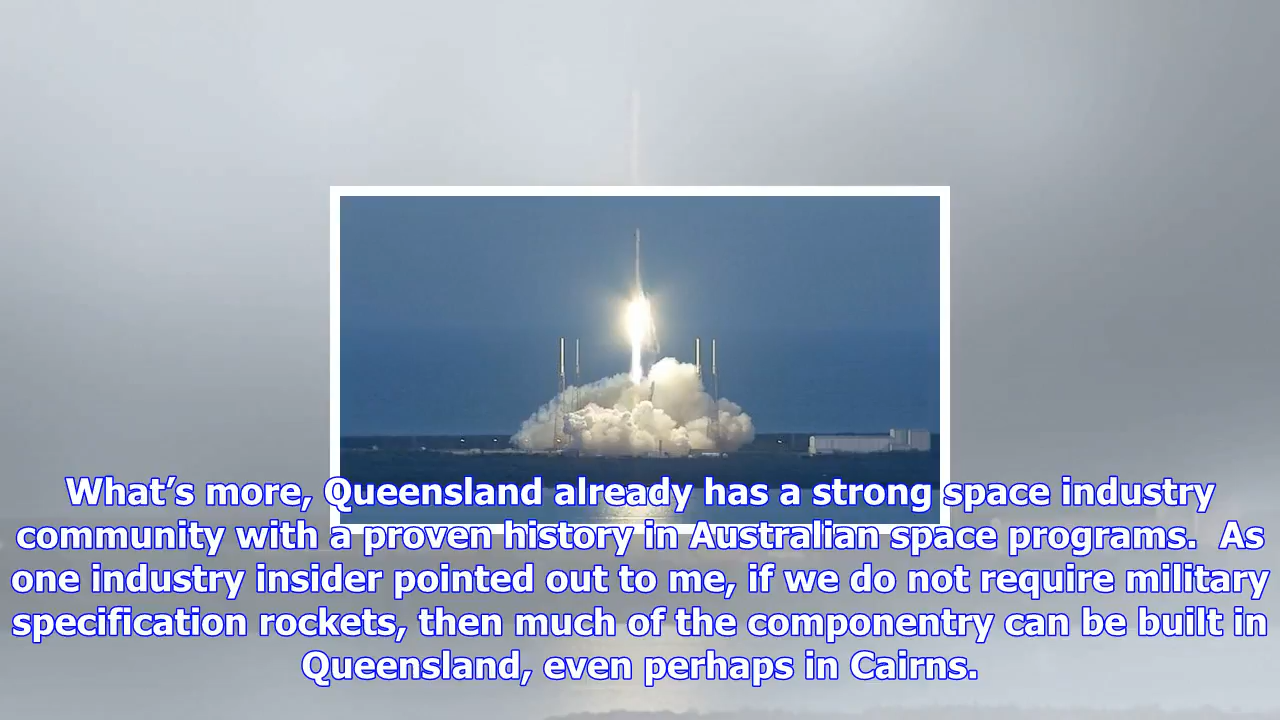 What’s more, Queensland already has a strong space industry
community with a proven history in Australian space programs.  As
one industry insider pointed out to me, if we do not require military
specification rockets, then much of the componentry can be built in
Queensland, even perhaps in Cairns.